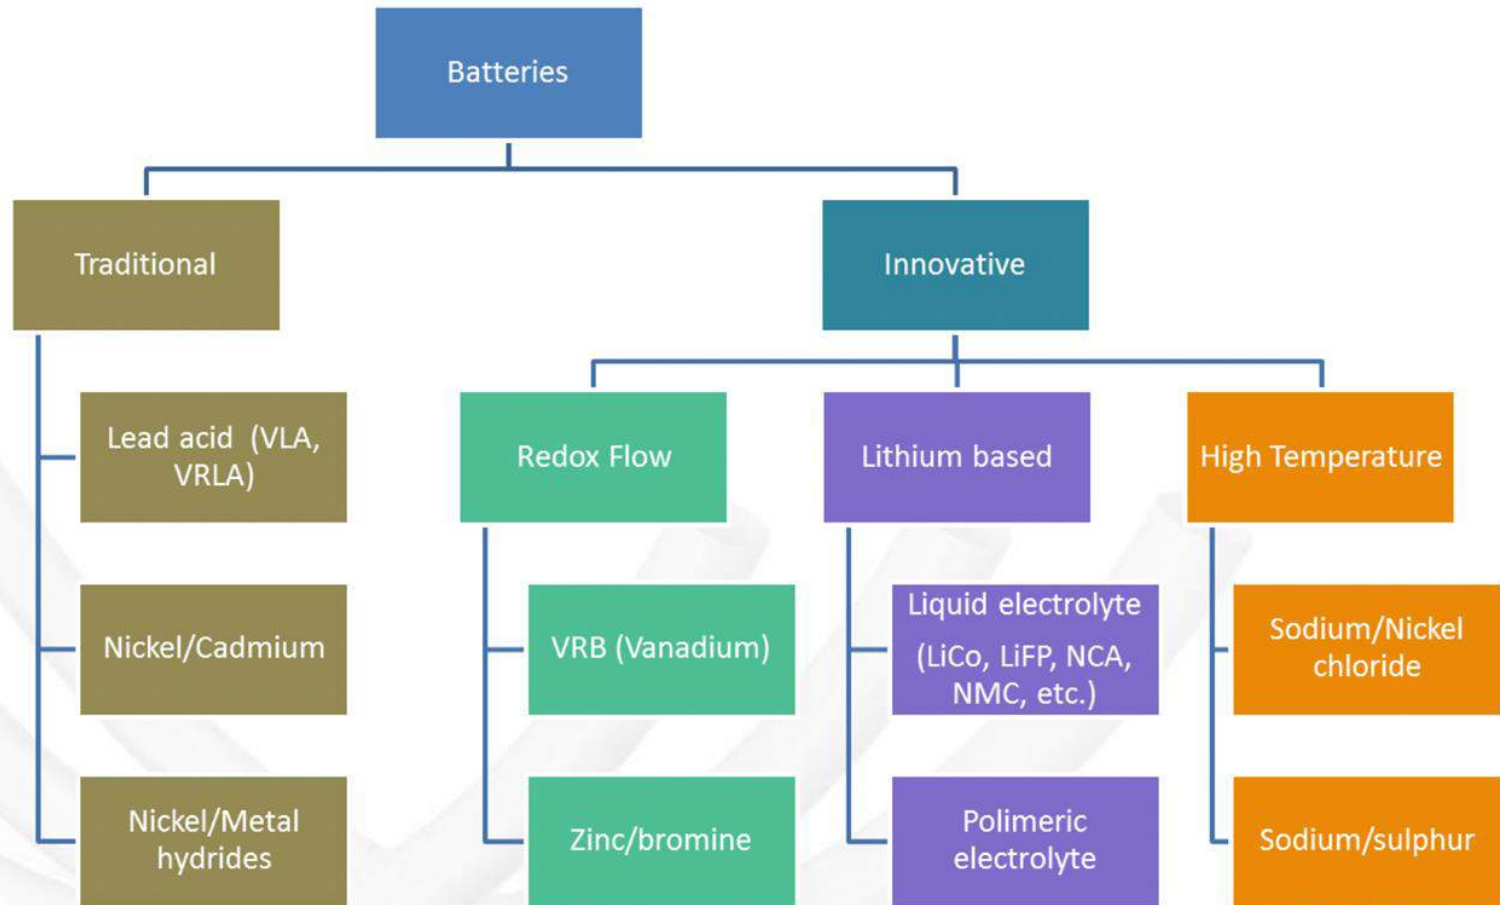 Batteries
Traditional
Innovative
Lead acid (VLA,
VRLA)
Redox Flow
Lithium based
High Temperature
Nickel/Cadmium
VRB (Vanadium)
Liquid electrolyte
(LiCo, LiFP, NCA,
NMC, etc.)
Sodium/Nickel
chloride
Nickel/Metal
hydrides
Zinc/bromine
Polimeric
electrolyte
Sodium/sulphur